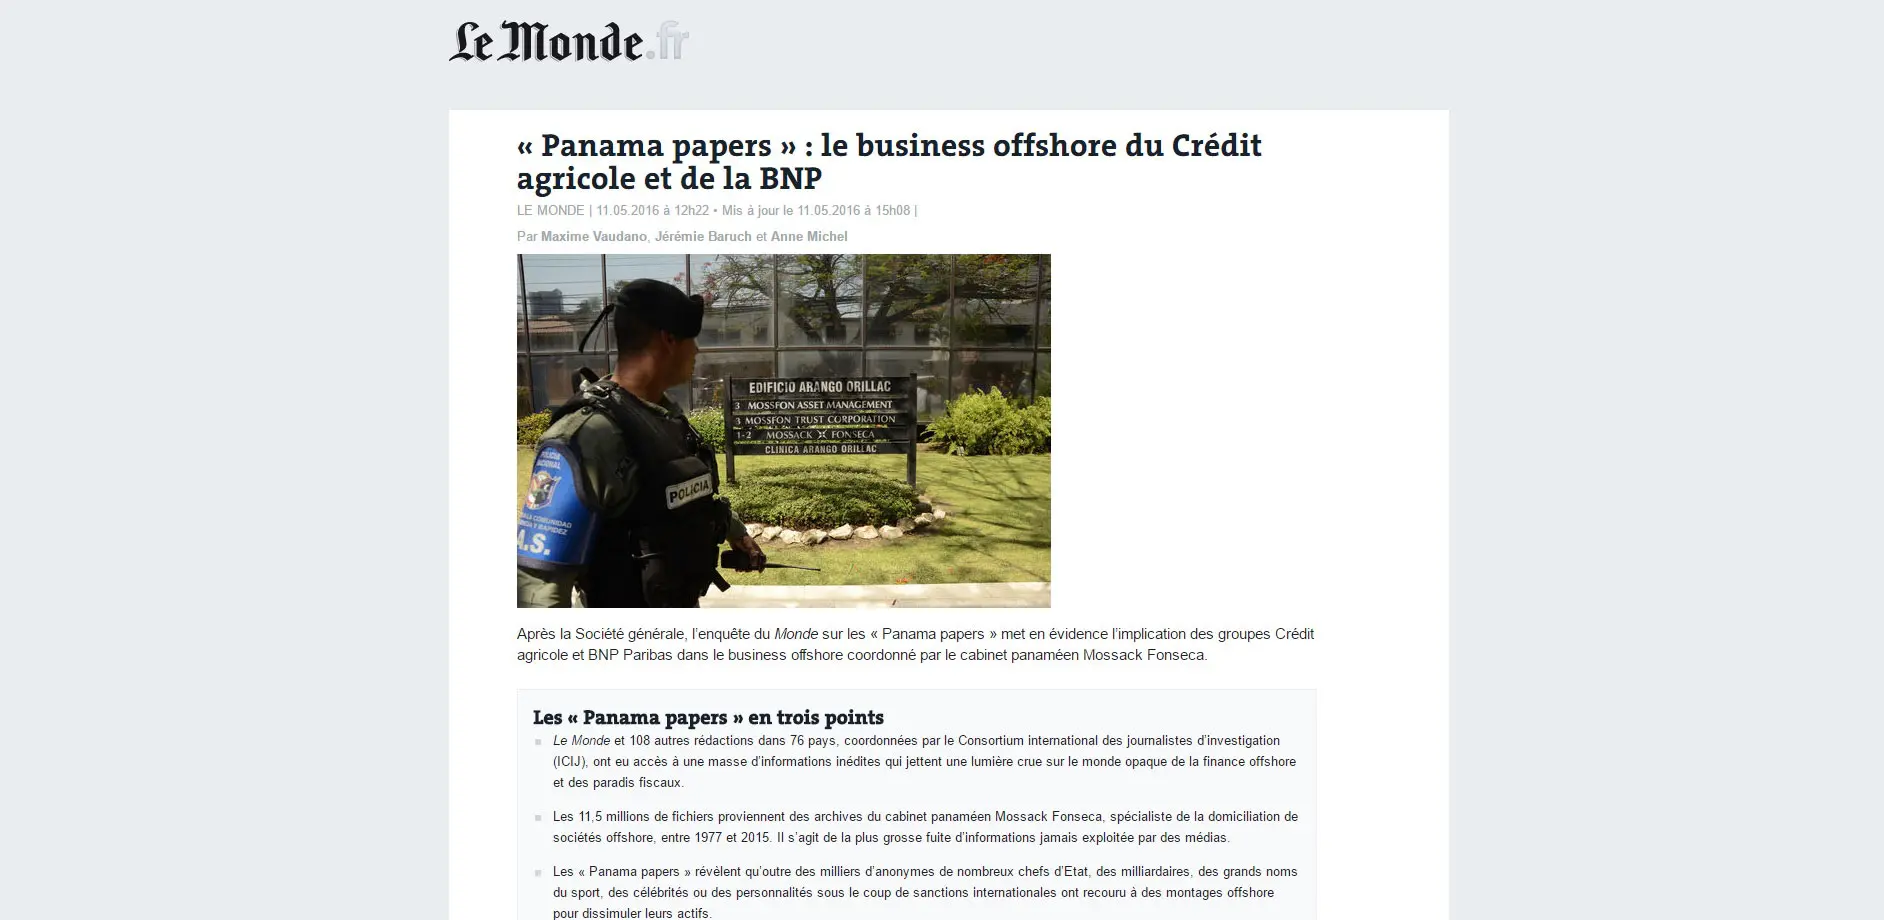 Le Monde.fr
« Panama papers » : le business offshore du Crédit
agricole et de la BNP
LE MONDE | 11.05.2016 à 12h22 • Mis à jour le 11.05.2016 à 15h08 |
Par Maxime Vaudano, Jérémie Baruch et Anne Michel
EDIFICIO ARANGO ORILLAC
3 MOSSFON ASSET MANAGEMENT
3 MOSSFON TRUST CORPORATION
1-2 MOSSACK FONSECA
CLINICA ARANGO ORILLAC
POLICIA
NACIONAL
POLICIA
COMUNIDAD
Y RAPIDEZ
A.S.
Après la Société générale, l’enquête du Monde sur les « Panama papers » met en évidence l’implication des groupes Crédit
agricole et BNP Paribas dans le business offshore coordonné par le cabinet panaméen Mossack Fonseca.
Les « Panama papers » en trois points
Le Monde et 108 autres rédactions dans 76 pays, coordonnées par le Consortium international des journalistes d’investigation
(ICIJ), ont eu accès à une masse d’informations inédites qui jettent une lumière crue sur le monde opaque de la finance offshore
et des paradis fiscaux.
Les 11,5 millions de fichiers proviennent des archives du cabinet panaméen Mossack Fonseca, spécialiste de la domiciliation de
sociétés offshore, entre 1977 et 2015. Il s’agit de la plus grosse fuite d’informations jamais exploitée par des médias.
Les « Panama papers » révèlent qu’outre des milliers d’anonymes de nombreux chefs d’Etat, des milliardaires, des grands noms
du sport, des célébrités ou des personnalités sous le coup de sanctions internationales ont recouru à des montages offshore
pour dissimuler leurs actifs.